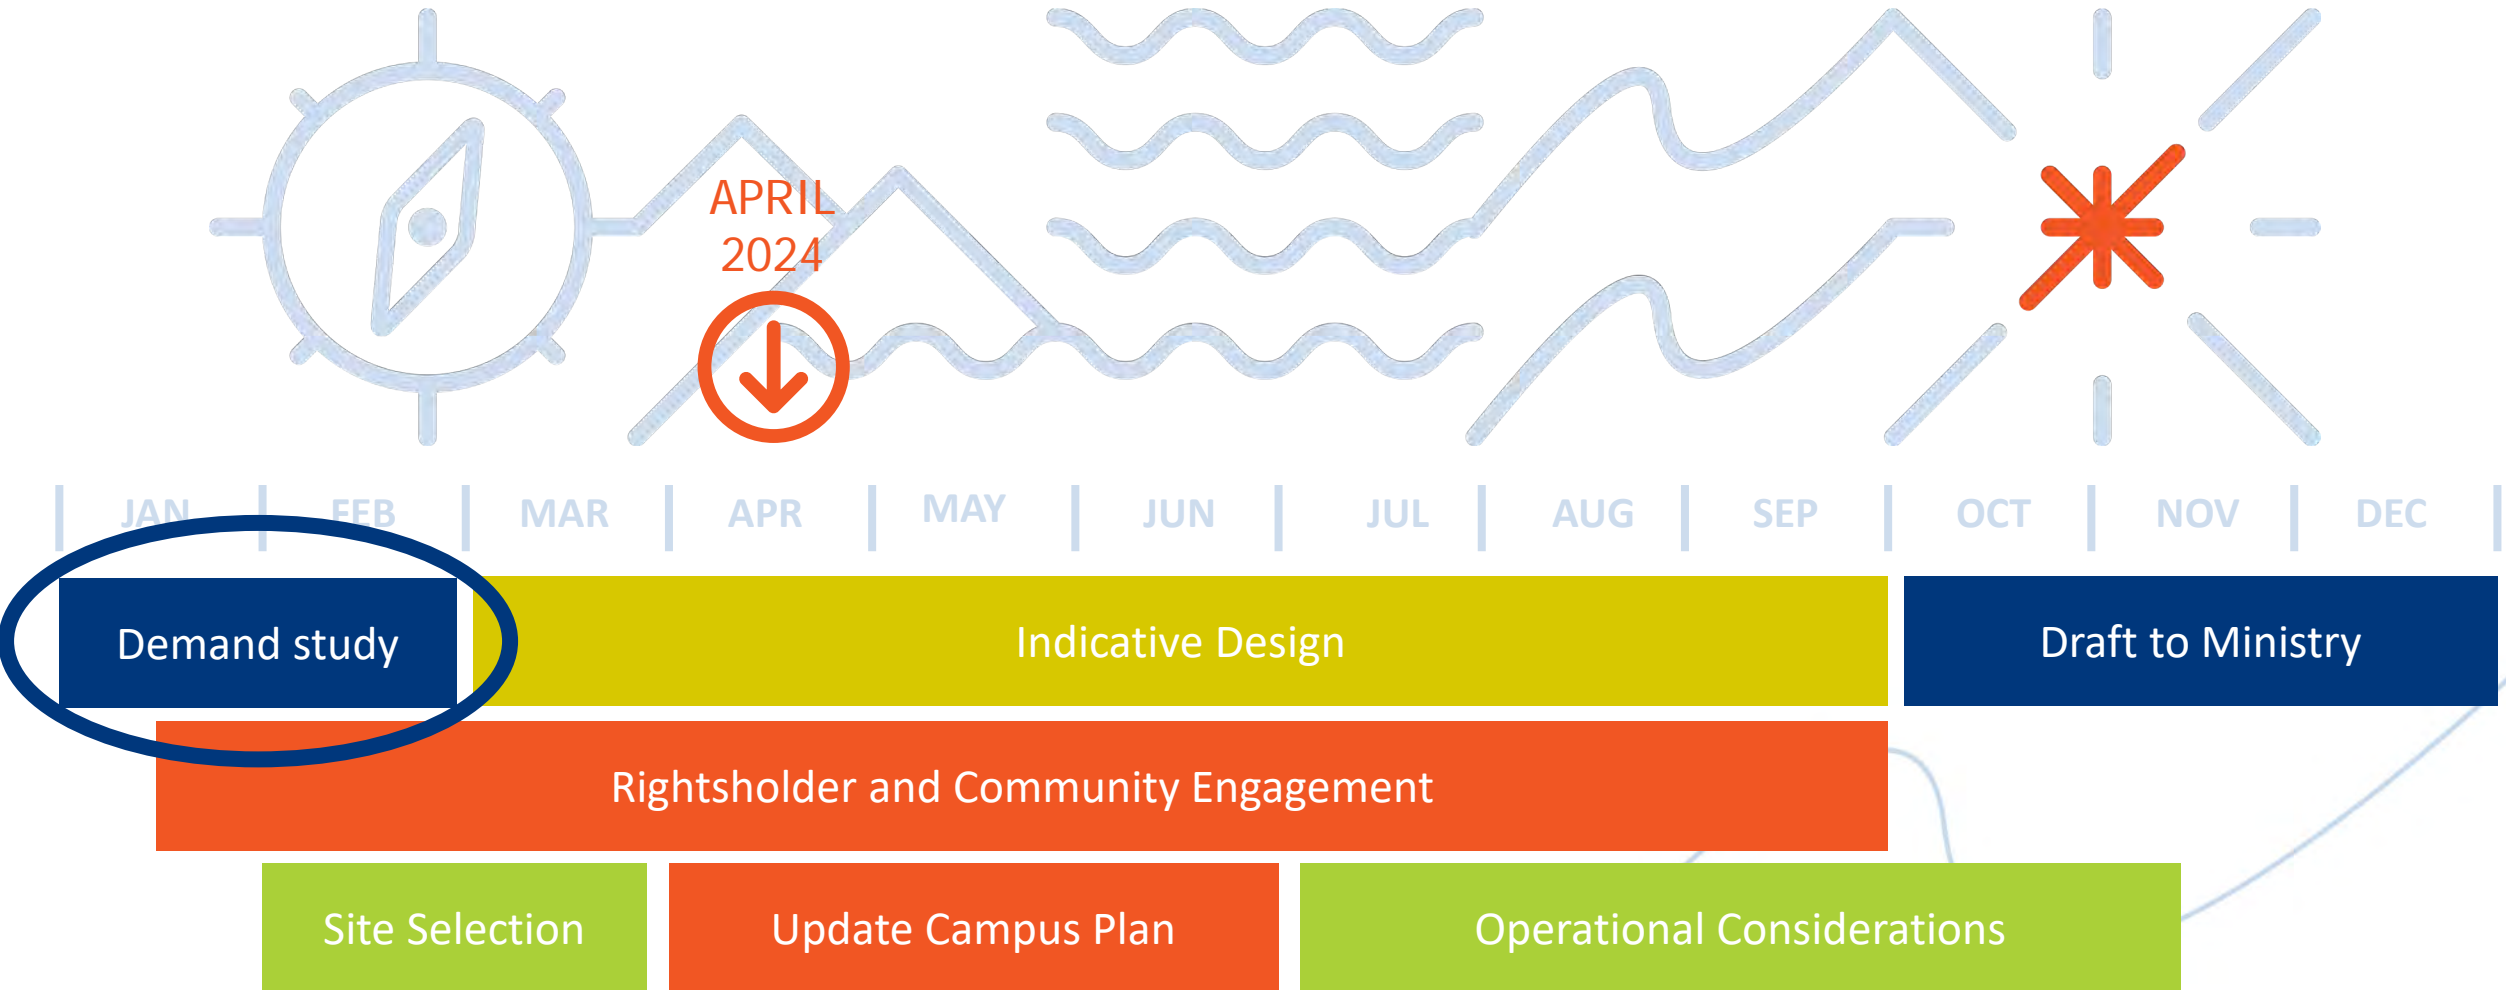 APRIL
2024
JAN FEB MAR APR MAY JUN JUL AUG SEP OCT NOV DEC
Demand study Indicative Design Draft to Ministry
Rightsholder and Community Engagement
Site Selection Update Campus Plan Operational Considerations